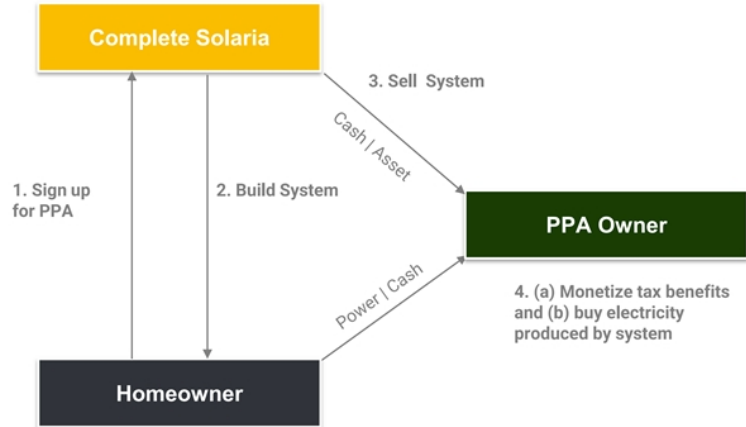 Complete Solaria
3. Sell System
Cash | Asset
1. Sign up
for PPA
2. Build System
PPA Owner
Power | Cash
4. (a) Monetize tax benefits
and (b) buy electricity
produced by system
Homeowner